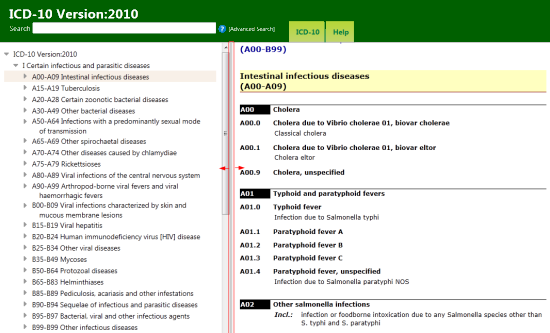 ICD-10 Version:2010
Search
?
[Advanced Search]
ICD-10
Help
ICD-10 Version:2010
I Certain infectious and parasitic diseases
A00-A09 Intestinal infectious diseases
A15-A19 Tuberculosis
A20-A28 Certain zoonotic bacterial diseases
A30-A49 Other bacterial diseases
A50-A64 Infections with a predominantly sexual mode
of transmission
A65-A69 Other spirochaetal diseases
A70-A74 Other diseases caused by chlamydiae
A75-A79 Rickettsioses
A80-A89 Viral infections of the central nervous system
A90-A99 Arthropod-borne viral fevers and viral
haemorrhagic fevers
B00-B09 Viral infections characterized by skin and
mucous membrane lesions
B15-B19 Viral hepatitis
B20-B24 Human immunodeficiency virus [HIV] disease
B25-B34 Other viral diseases
B35-B49 Mycoses
B50-B64 Protozoal diseases
B65-B83 Helminthiases
B85-B89 Pediculosis, acariasis and other infestations
B90-B94 Sequelae of infectious and parasitic diseases
B95-B97 Bacterial, viral and other infectious agents
B99-B99 Other infectious diseases
(A00-B99)
Intestinal infectious diseases
(A00-A09)
A00 Cholera
A00.0 Cholera due to Vibrio cholerae 01, biovar cholerae
Classical cholera
A00.1 Cholera due to Vibrio cholerae 01, biovar eltor
Cholera eltor
A00.9 Cholera, unspecified
A01 Typhoid and paratyphoid fevers
A01.0 Typhoid fever
Infection due to Salmonella typhi
A01.1 Paratyphoid fever A
A01.2 Paratyphoid fever B
A01.3 Paratyphoid fever C
A01.4 Paratyphoid fever, unspecified
Infection due to Salmonella paratyphi NOS
A02 Other salmonella infections
Incl.: infection or foodborne intoxication due to any Salmonella species other than
S. typhi and S. paratyphi